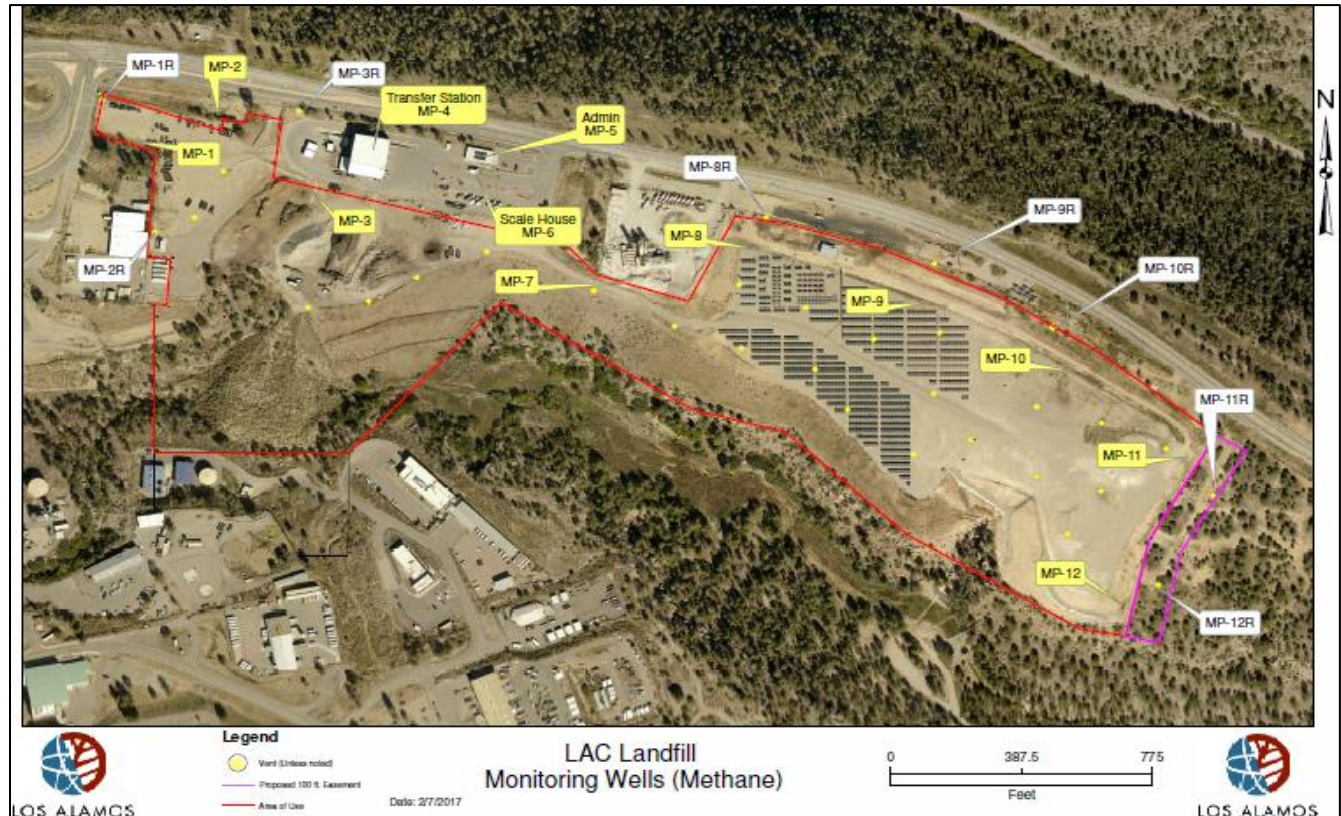 MP-1R
MP-2
MP-3R
Transfer Station
MP-4
Admin
MP-5
MP-1
MP-8R
MP-3
Scale House
MP-6
MP-8
MP-9R
MP-2R
MP-7
MP-9
MP-10R
MP-10
MP-11R
MP-11
MP-12
MP-12R
N
LOS ALAMOS
Legend
Vent (Unless noted)
Proposed 100 ft. Easement
Area of Use
Date: 2/7/2017
LAC Landfill
Monitoring Wells (Methane)
0 387.5 775
Feet
LOS ALAMOS